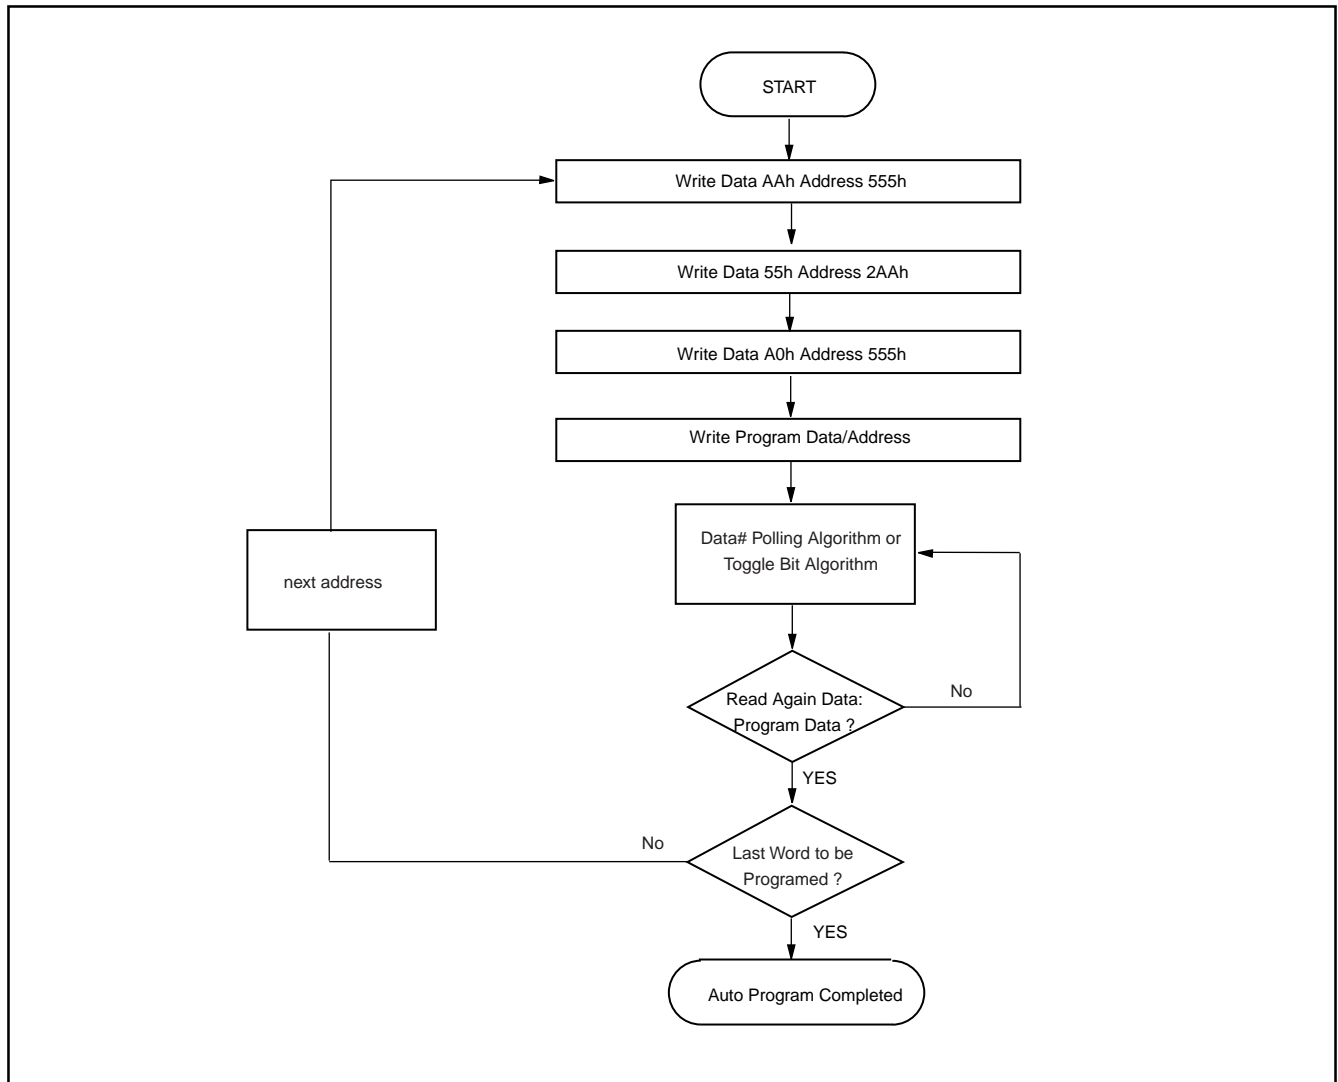 START
Write Data AAh Address 555h
Write Data 55h Address 2AAh
Write Data A0h Address 555h
Write Program Data/Address
Data# Polling Algorithm or
Toggle Bit Algorithm
next address
Read Again Data:
Program Data ?
No
YES
No
Last Word to be
Programed ?
YES
Auto Program Completed